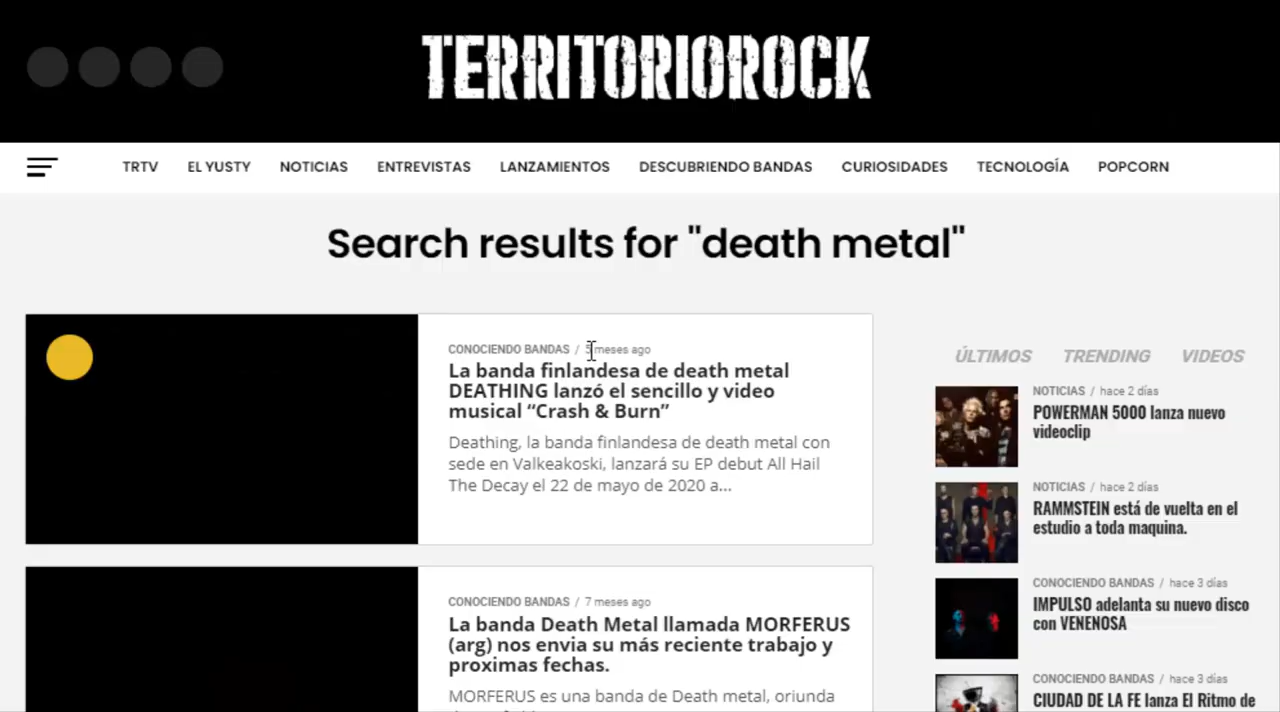 TERRITORIOROCK
TRTV EL YUSTY NOTICIAS ENTREVISTAS LANZAMIENTOS DESCUBRIENDO BANDAS CURIOSIDADES TECNOLOGÍA POPCORN
Search results for "death metal"
CONOCIENDO BANDAS / 5 meses ago
La banda finlandesa de death metal
DEATHING lanzó el sencillo y video
musical “Crash & Burn”
Deathing, la banda finlandesa de death metal con
sede en Valkeakoski, lanzará su EP debut All Hail
The Decay el 22 de mayo de 2020 a...
CONOCIENDO BANDAS / 7 meses ago
La banda Death Metal llamada MORFERUS
(arg) nos envia su más reciente trabajo y
proximas fechas.
MORFERUS es una banda de Death metal, oriunda
ÚLTIMOS TRENDING VIDEOS
NOTICIAS / hace 2 días
POWERMAN 5000 lanza nuevo
videoclip
NOTICIAS / hace 2 días
RAMMSTEIN está de vuelta en el
estudio a toda maquina.
CONOCIENDO BANDAS / hace 3 días
IMPULSO adelanta su nuevo disco
con VENENOSA
CONOCIENDO BANDAS / hace 3 días
CIUDAD DE LA FE lanza El Ritmo de